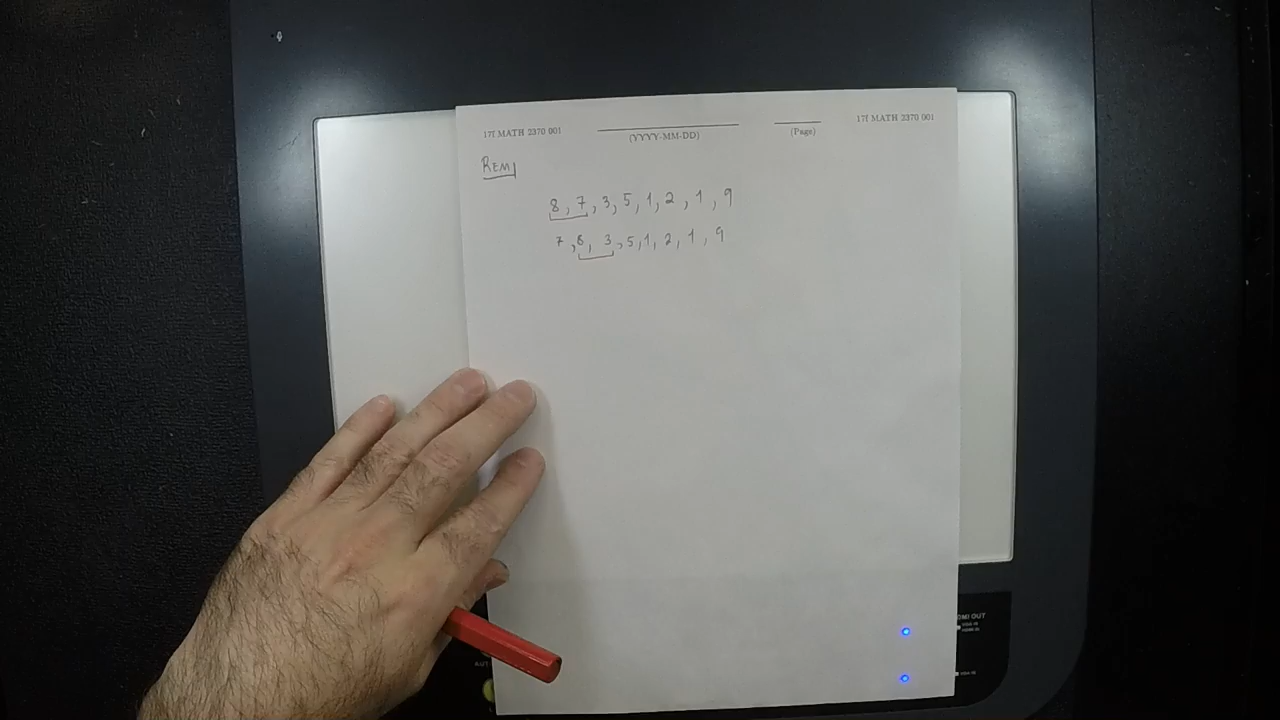 17f MATH 2370 001
(YYYY-MM-DD)
(Page)
17f MATH 2370 001
REM
8, 7, 3, 5, 1, 2, 1, 9
7, 8, 3, 5, 1, 2, 1, 9